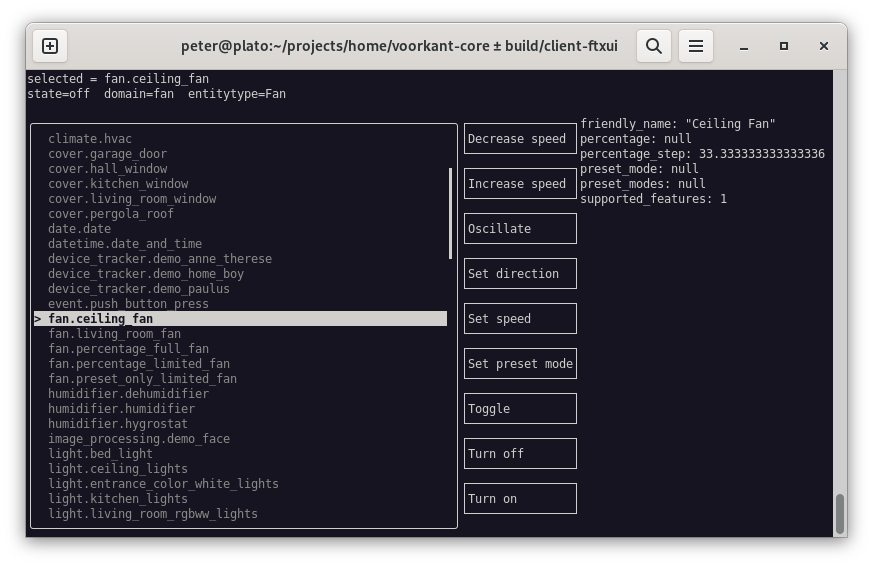 peter@plato:~/projects/home/voorkant-core ± build/client-ftxui
selected = fan.ceiling_fan
state=off  domain=fan  entitytype=Fan
climate.hvac
cover.garage_door
cover.hall_window
cover.kitchen_window
cover.living_room_window
cover.pergola_roof
date.date
datetime.date_and_time
device_tracker.demo_anne_therese
device_tracker.demo_home_boy
device_tracker.demo_paulus
event.push_button_press
> fan.ceiling_fan
fan.living_room_fan
fan.percentage_full_fan
fan.percentage_limited_fan
fan.preset_only_limited_fan
humidifier.dehumidifier
humidifier.humidifier
humidifier.hygrostat
image_processing.demo_face
light.bed_light
light.ceiling_lights
light.entrance_color_white_lights
light.kitchen_lights
light.living_room_rgbww_lights
Decrease speed
Increase speed
Oscillate
Set direction
Set speed
Set preset mode
Toggle
Turn off
Turn on
friendly_name: "Ceiling Fan"
percentage: null
percentage_step: 33.333333333333336
preset_mode: null
preset_modes: null
supported_features: 1